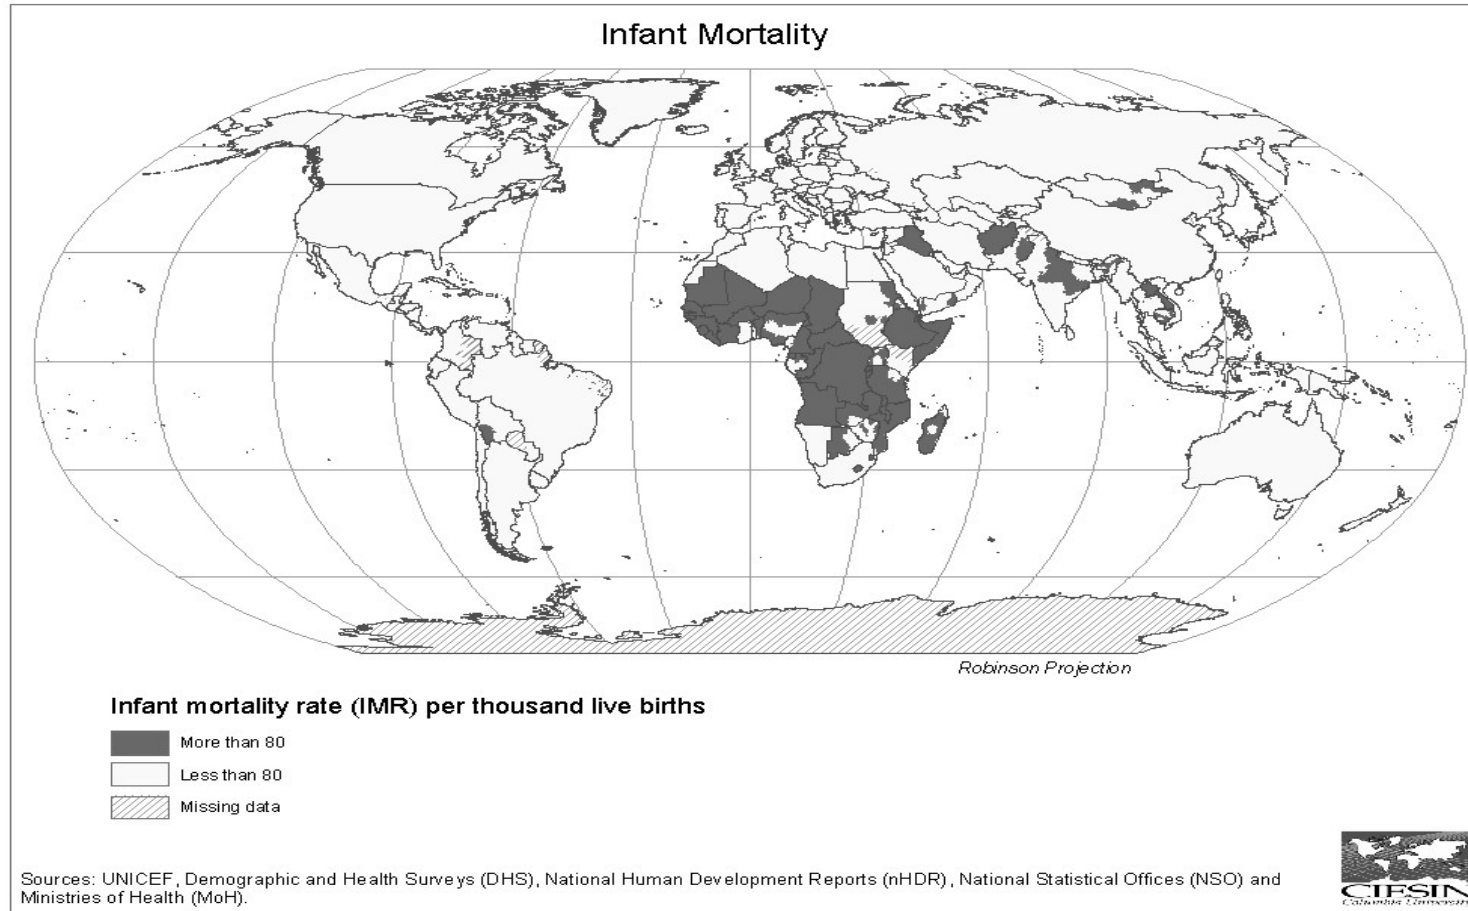 Infant Mortality
Robinson Projection
Infant mortality rate (IMR) per thousand live births
More than 80
Less than 80
Missing data
Sources: UNICEF, Demographic and Health Surveys (DHS), National Human Development Reports (nHDR), National Statistical Offices (NSO) and
Ministries of Health (MoH).
CIESIN
Columbia University